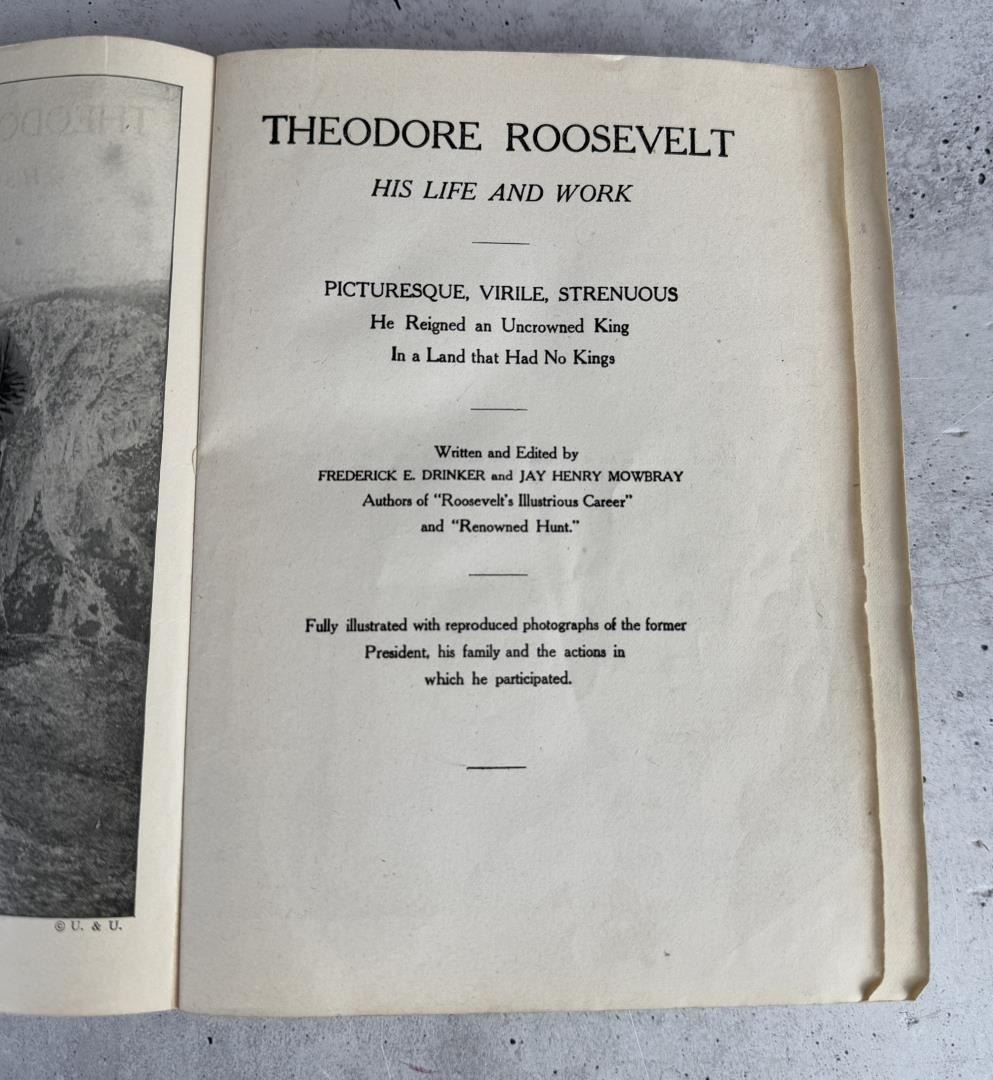 THEODORE ROOSEVELT
HIS LIFE AND WORK
PICTURESQUE, VIRILE, STRENUOUS
He Reigned an Uncrowned King
In a Land that Had No Kings
Written and Edited by
FREDERICK E. DRINKER and JAY HENRY MOWBRAY
Authors of "Roosevelt's Illustrious Career"
and "Renowned Hunt."
Fully illustrated with reproduced photographs of the former
President, his family and the actions in
which he participated.
© U. & U.